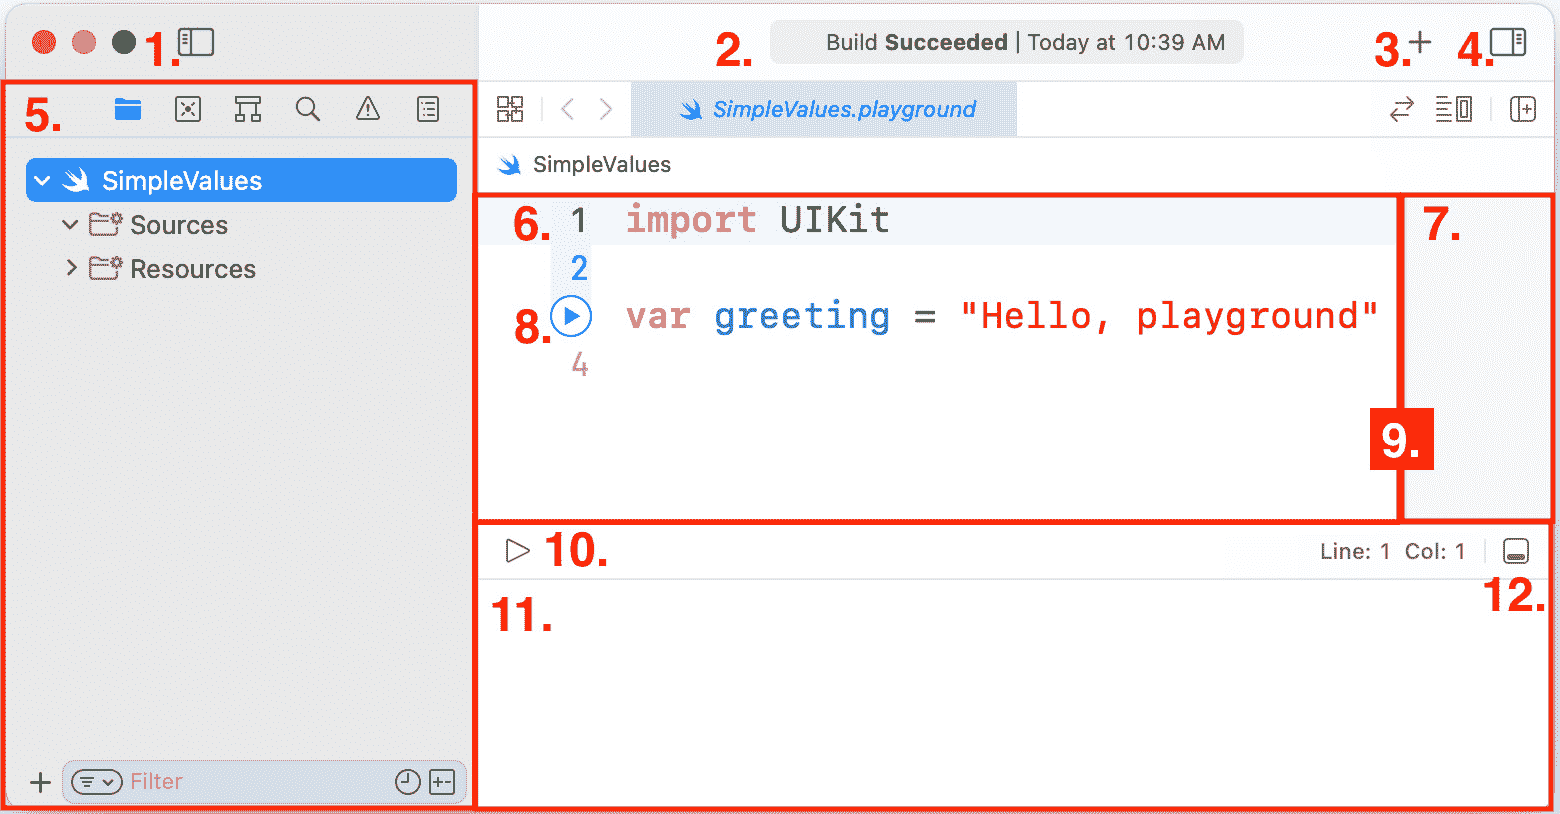 1.
2. Build Succeeded | Today at 10:39 AM
3.
4.
5.
SimpleValues.playground
SimpleValues
Sources
Resources
SimpleValues
6. 1 import UIKit
2
8. var greeting = "Hello, playground"
4
7.
9.
10. Line: 1 Col: 1
11.
12.
Filter